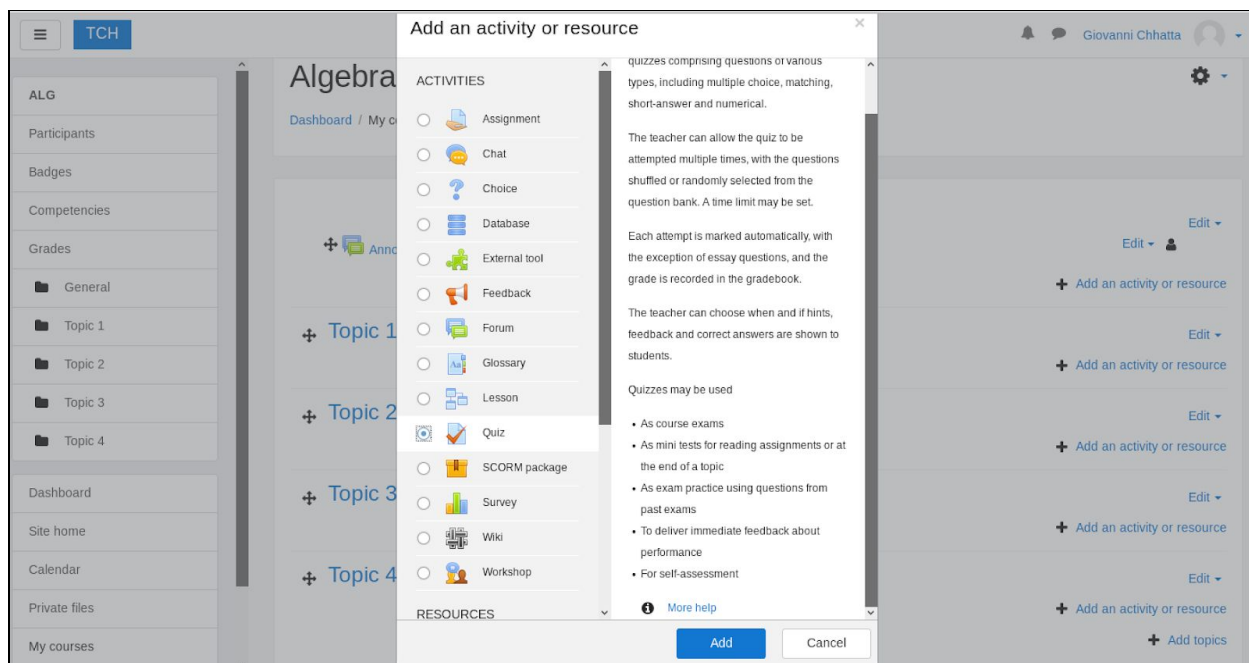 TCH
Giovanni Chhatta
ALG
Participants
Badges
Competencies
Grades
General
Topic 1
Topic 2
Topic 3
Topic 4
Dashboard
Site home
Calendar
Private files
My courses
Algebra
Dashboard / My c
Anno
Edit
Edit
Add an activity or resource
Topic 1
Edit
Add an activity or resource
Topic 2
Edit
Add an activity or resource
Topic 3
Edit
Add an activity or resource
Topic 4
Edit
Add an activity or resource
Add topics
Add an activity or resource
×
ACTIVITIES
Assignment
Chat
Choice
Database
External tool
Feedback
Forum
Glossary
Lesson
Quiz
SCORM package
Survey
Wiki
Workshop
RESOURCES
quizzes comprising questions of various
types, including multiple choice, matching,
short-answer and numerical.
The teacher can allow the quiz to be
attempted multiple times, with the questions
shuffled or randomly selected from the
question bank. A time limit may be set.
Each attempt is marked automatically, with
the exception of essay questions, and the
grade is recorded in the gradebook.
The teacher can choose when and if hints,
feedback and correct answers are shown to
students.
Quizzes may be used
• As course exams
• As mini tests for reading assignments or at
the end of a topic
• As exam practice using questions from
past exams
• To deliver immediate feedback about
performance
• For self-assessment
More help
Add
Cancel